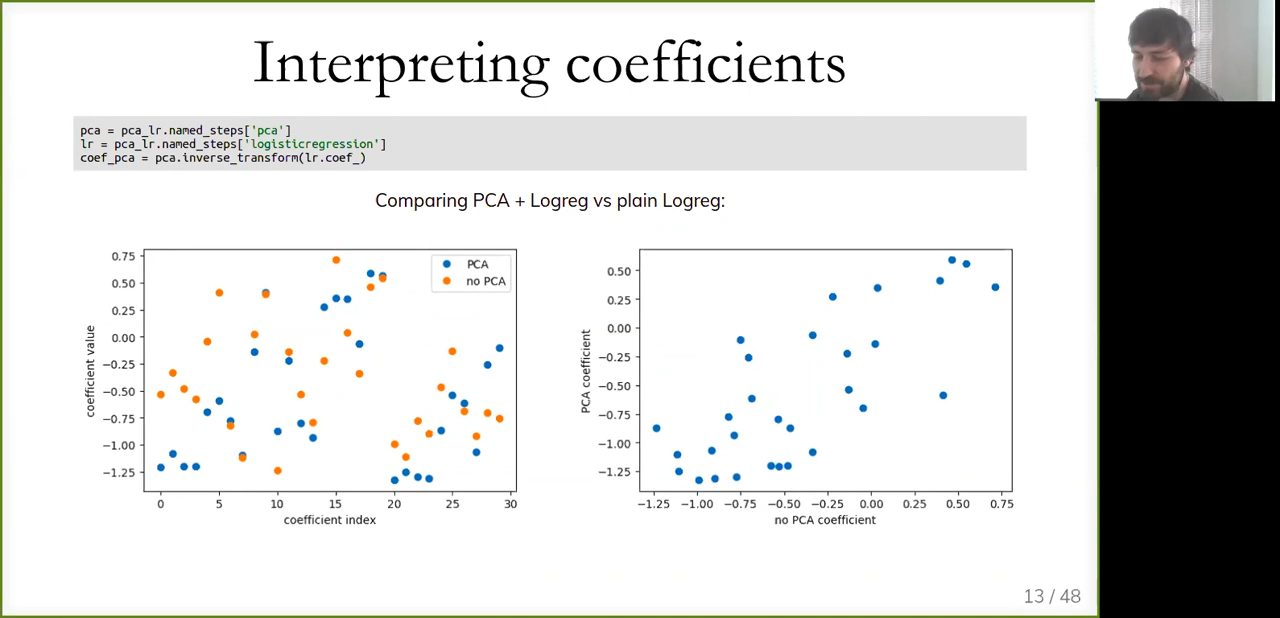 Interpreting coefficients
pca = pca_lr.named_steps['pca']
lr = pca_lr.named_steps['logisticregression']
coef_pca = pca.inverse_transform(lr.coef_)
Comparing PCA + Logreg vs plain Logreg:
PCA
no PCA
0.75
0.50
0.25
0.00
−0.25
−0.50
−0.75
−1.00
−1.25
coefficient value
0 5 10 15 20 25 30
coefficient index
0.50
0.25
0.00
−0.25
−0.50
−0.75
−1.00
−1.25
PCA coefficient
−1.25 −1.00 −0.75 −0.50 −0.25 0.00 0.25 0.50 0.75
no PCA coefficient
13 / 48